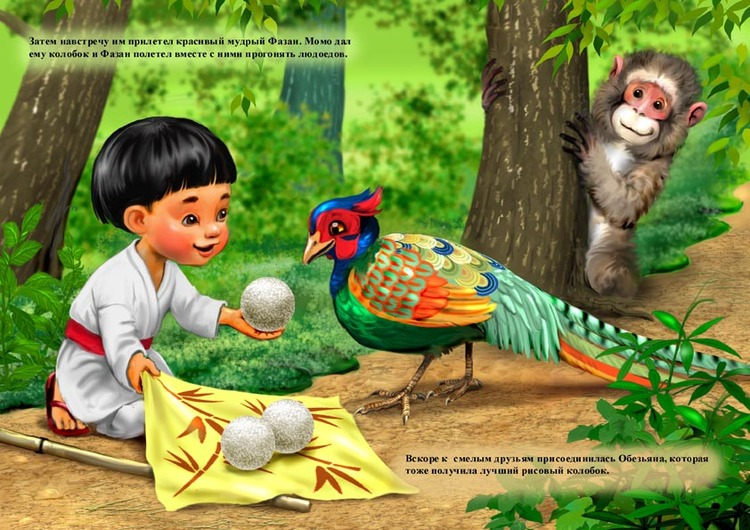 Затем навстречу им прилетел красивый мудрый Фазан. Момо дал
ему колобок и Фазан полетел вместе с ними прогонять людоедов.
Вскоре к смелым друзьям присоединилась Обезьяна, которая
тоже получила лучший рисовый колобок.